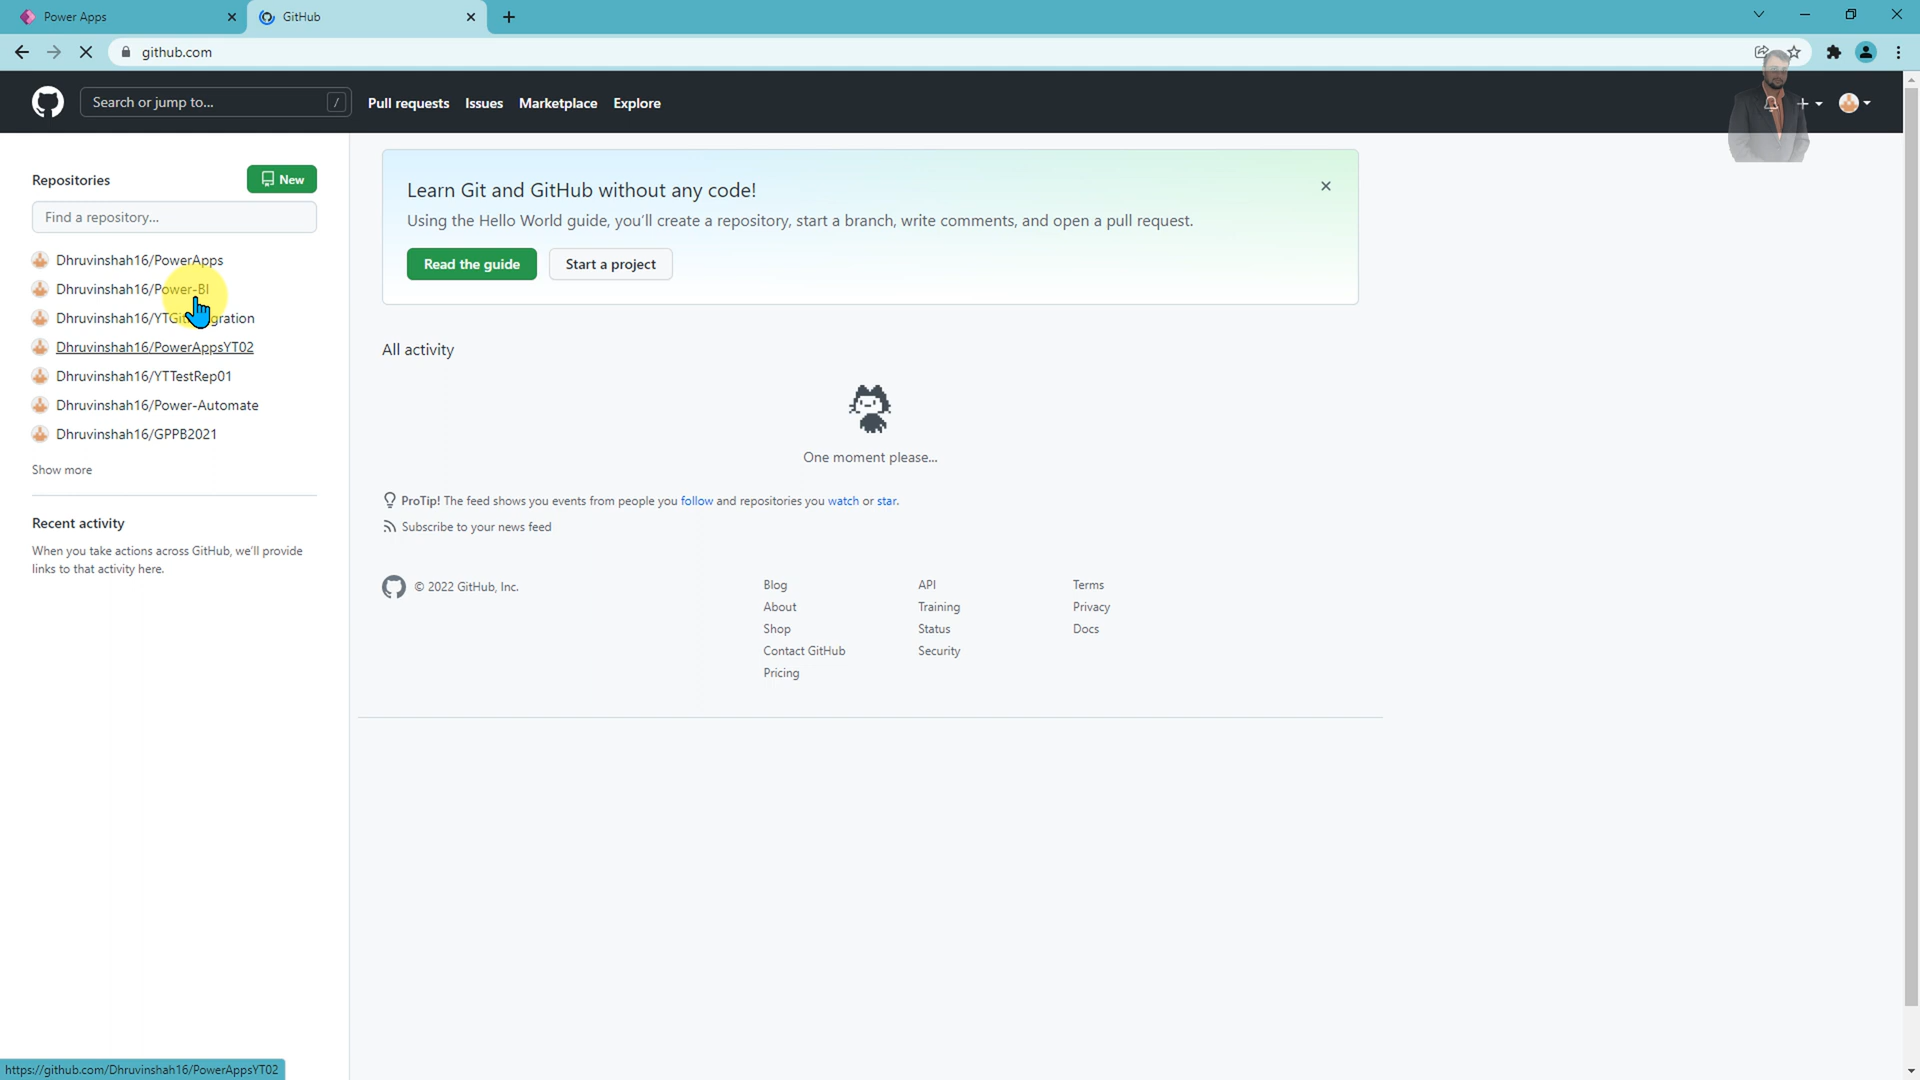 Power Apps
GitHub
github.com
Search or jump to...
/
Pull requests
Issues
Marketplace
Explore
Repositories
New
Find a repository...
Dhruvinshah16/PowerApps
Dhruvinshah16/Power-BI
Dhruvinshah16/
Dhruvinshah16/PowerAppsYT02
Dhruvinshah16/YTTestRep01
Dhruvinshah16/Power-Automate
Dhruvinshah16/GPPB2021
Show more
Recent activity
When you take actions across GitHub, we'll provide
links to that activity here.
Learn Git and GitHub without any code!
Using the Hello World guide, you'll create a repository, start a branch, write comments, and open a pull request.
Read the guide
Start a project
All activity
One moment please...
ProTip! The feed shows you events from people you follow and repositories you watch or star.
Subscribe to your news feed
© 2022 GitHub, Inc.
Blog
About
Shop
Contact GitHub
Pricing
API
Training
Status
Security
Terms
Privacy
Docs
https://github.com/Dhruvinshah16/PowerAppsYT02